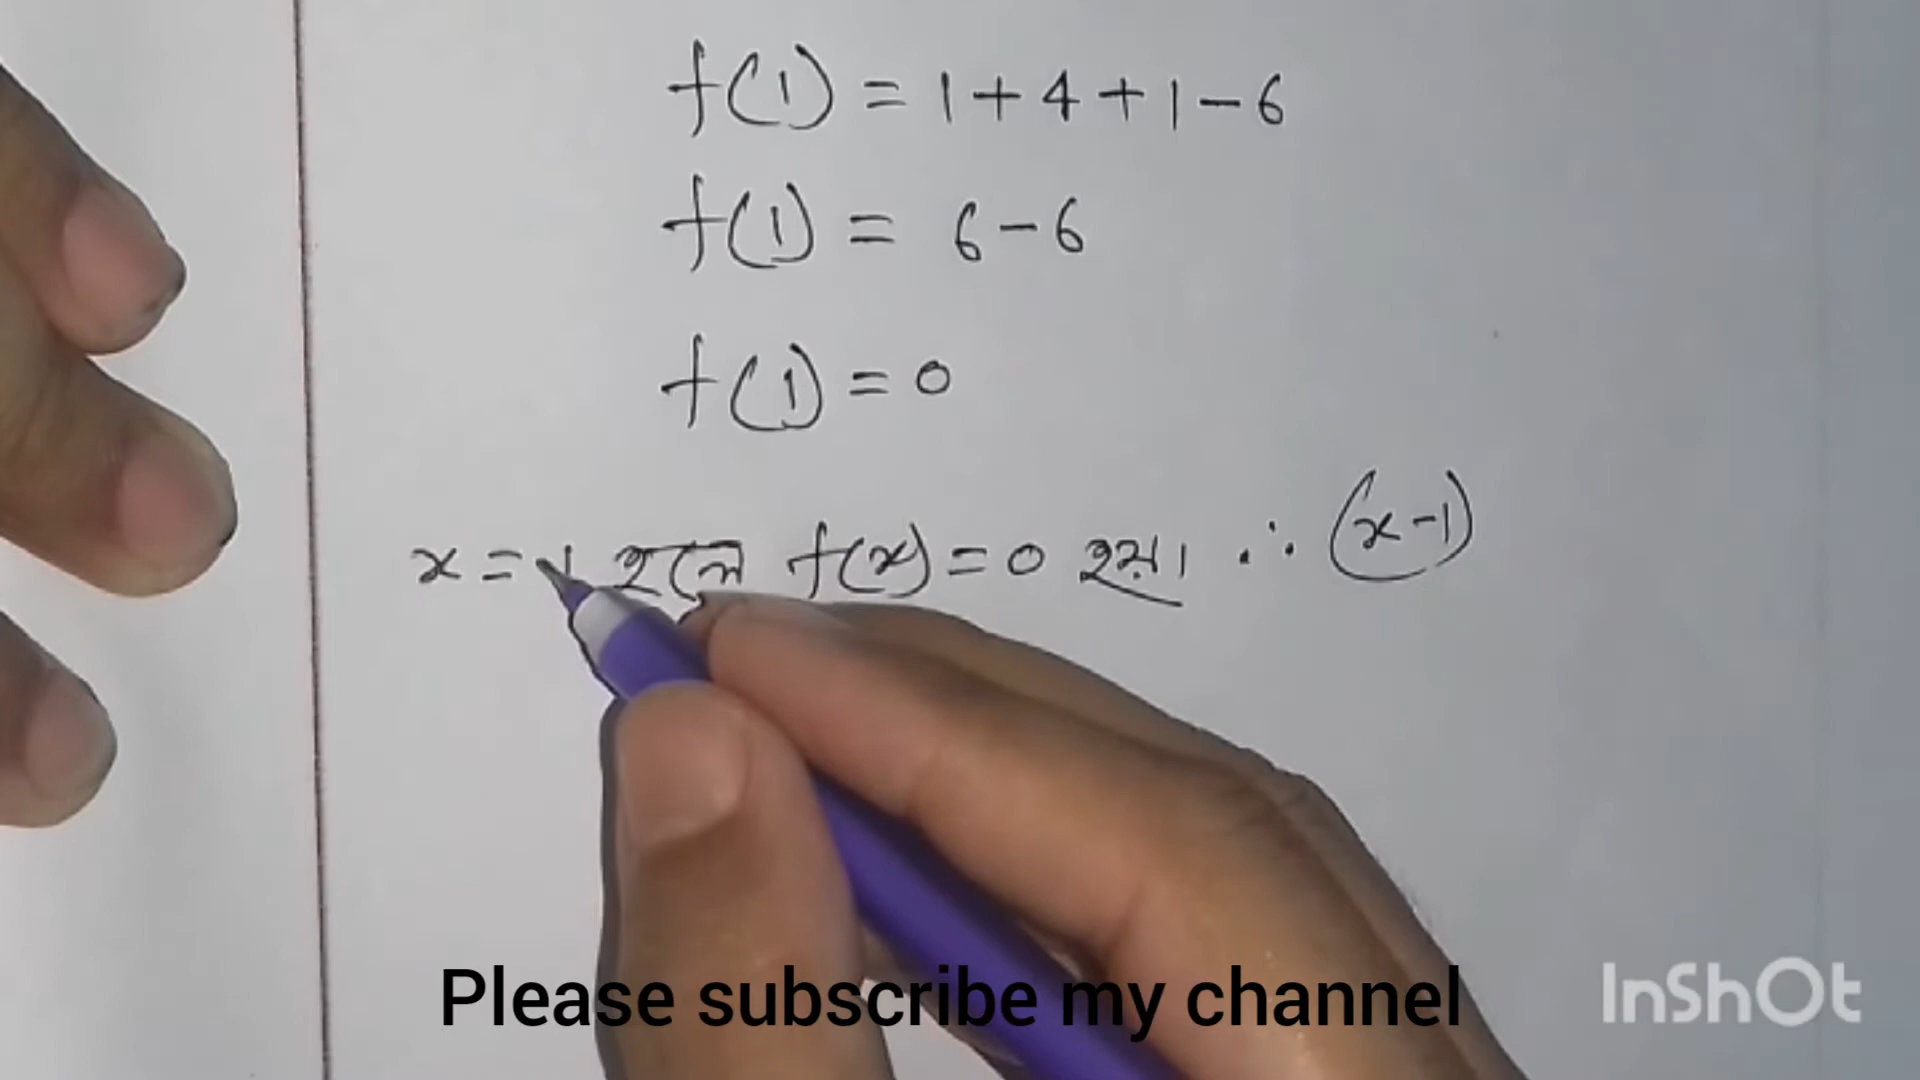 f(1) = 1+4+1-6
f(1) = 6-6
f(1) = 0
x = 1 হলে f(x) = 0 হয়। ∴ (x-1)
Please subscribe my channel
InShOt